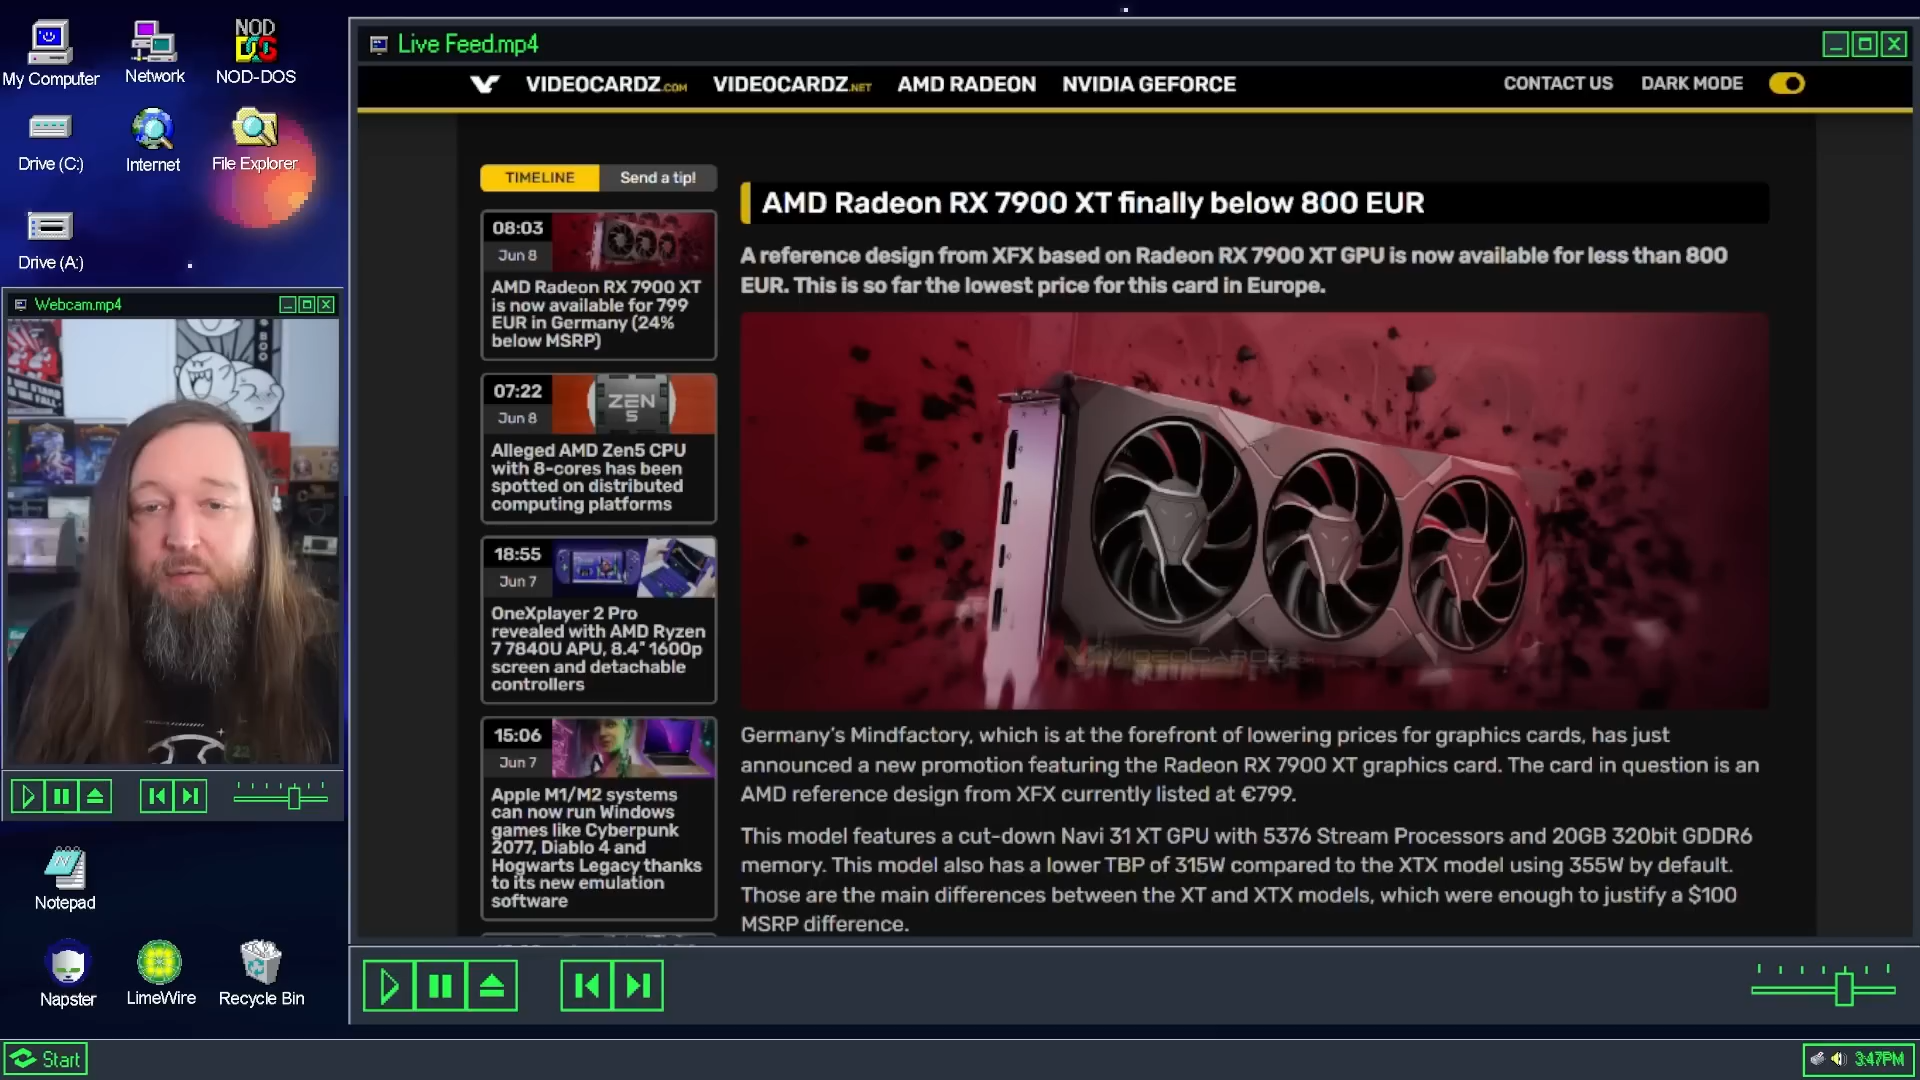 My Computer
Network
NOD
NOD-DOS
Drive (C:)
Internet
File Explorer
Drive (A:)
Webcam.mp4
BOO
22
Notepad
Napster
LimeWire
Recycle Bin
Start
Live Feed.mp4
VIDEOCARDZ.COM
VIDEOCARDZ.NET
AMD RADEON
NVIDIA GEFORCE
CONTACT US
DARK MODE
TIMELINE
Send a tip!
08:03
Jun 8
AMD Radeon RX 7900 XT
is now available for 799
EUR in Germany (24%
below MSRP)
07:22
Jun 8
ZEN
5
Alleged AMD Zen5 CPU
with 8-cores has been
spotted on distributed
computing platforms
18:55
Jun 7
OneXplayer 2 Pro
revealed with AMD Ryzen
7 7840U APU, 8.4" 1600p
screen and detachable
controllers
15:06
Jun 7
Apple M1/M2 systems
can now run Windows
games like Cyberpunk
2077, Diablo 4 and
Hogwarts Legacy thanks
to its new emulation
software
AMD Radeon RX 7900 XT finally below 800 EUR
A reference design from XFX based on Radeon RX 7900 XT GPU is now available for less than 800
EUR. This is so far the lowest price for this card in Europe.
VIDEOCARDZ
Germany's Mindfactory, which is at the forefront of lowering prices for graphics cards, has just
announced a new promotion featuring the Radeon RX 7900 XT graphics card. The card in question is an
AMD reference design from XFX currently listed at €799.
This model features a cut-down Navi 31 XT GPU with 5376 Stream Processors and 20GB 320bit GDDR6
memory. This model also has a lower TBP of 315W compared to the XTX model using 355W by default.
Those are the main differences between the XT and XTX models, which were enough to justify a $100
MSRP difference.
3:47PM